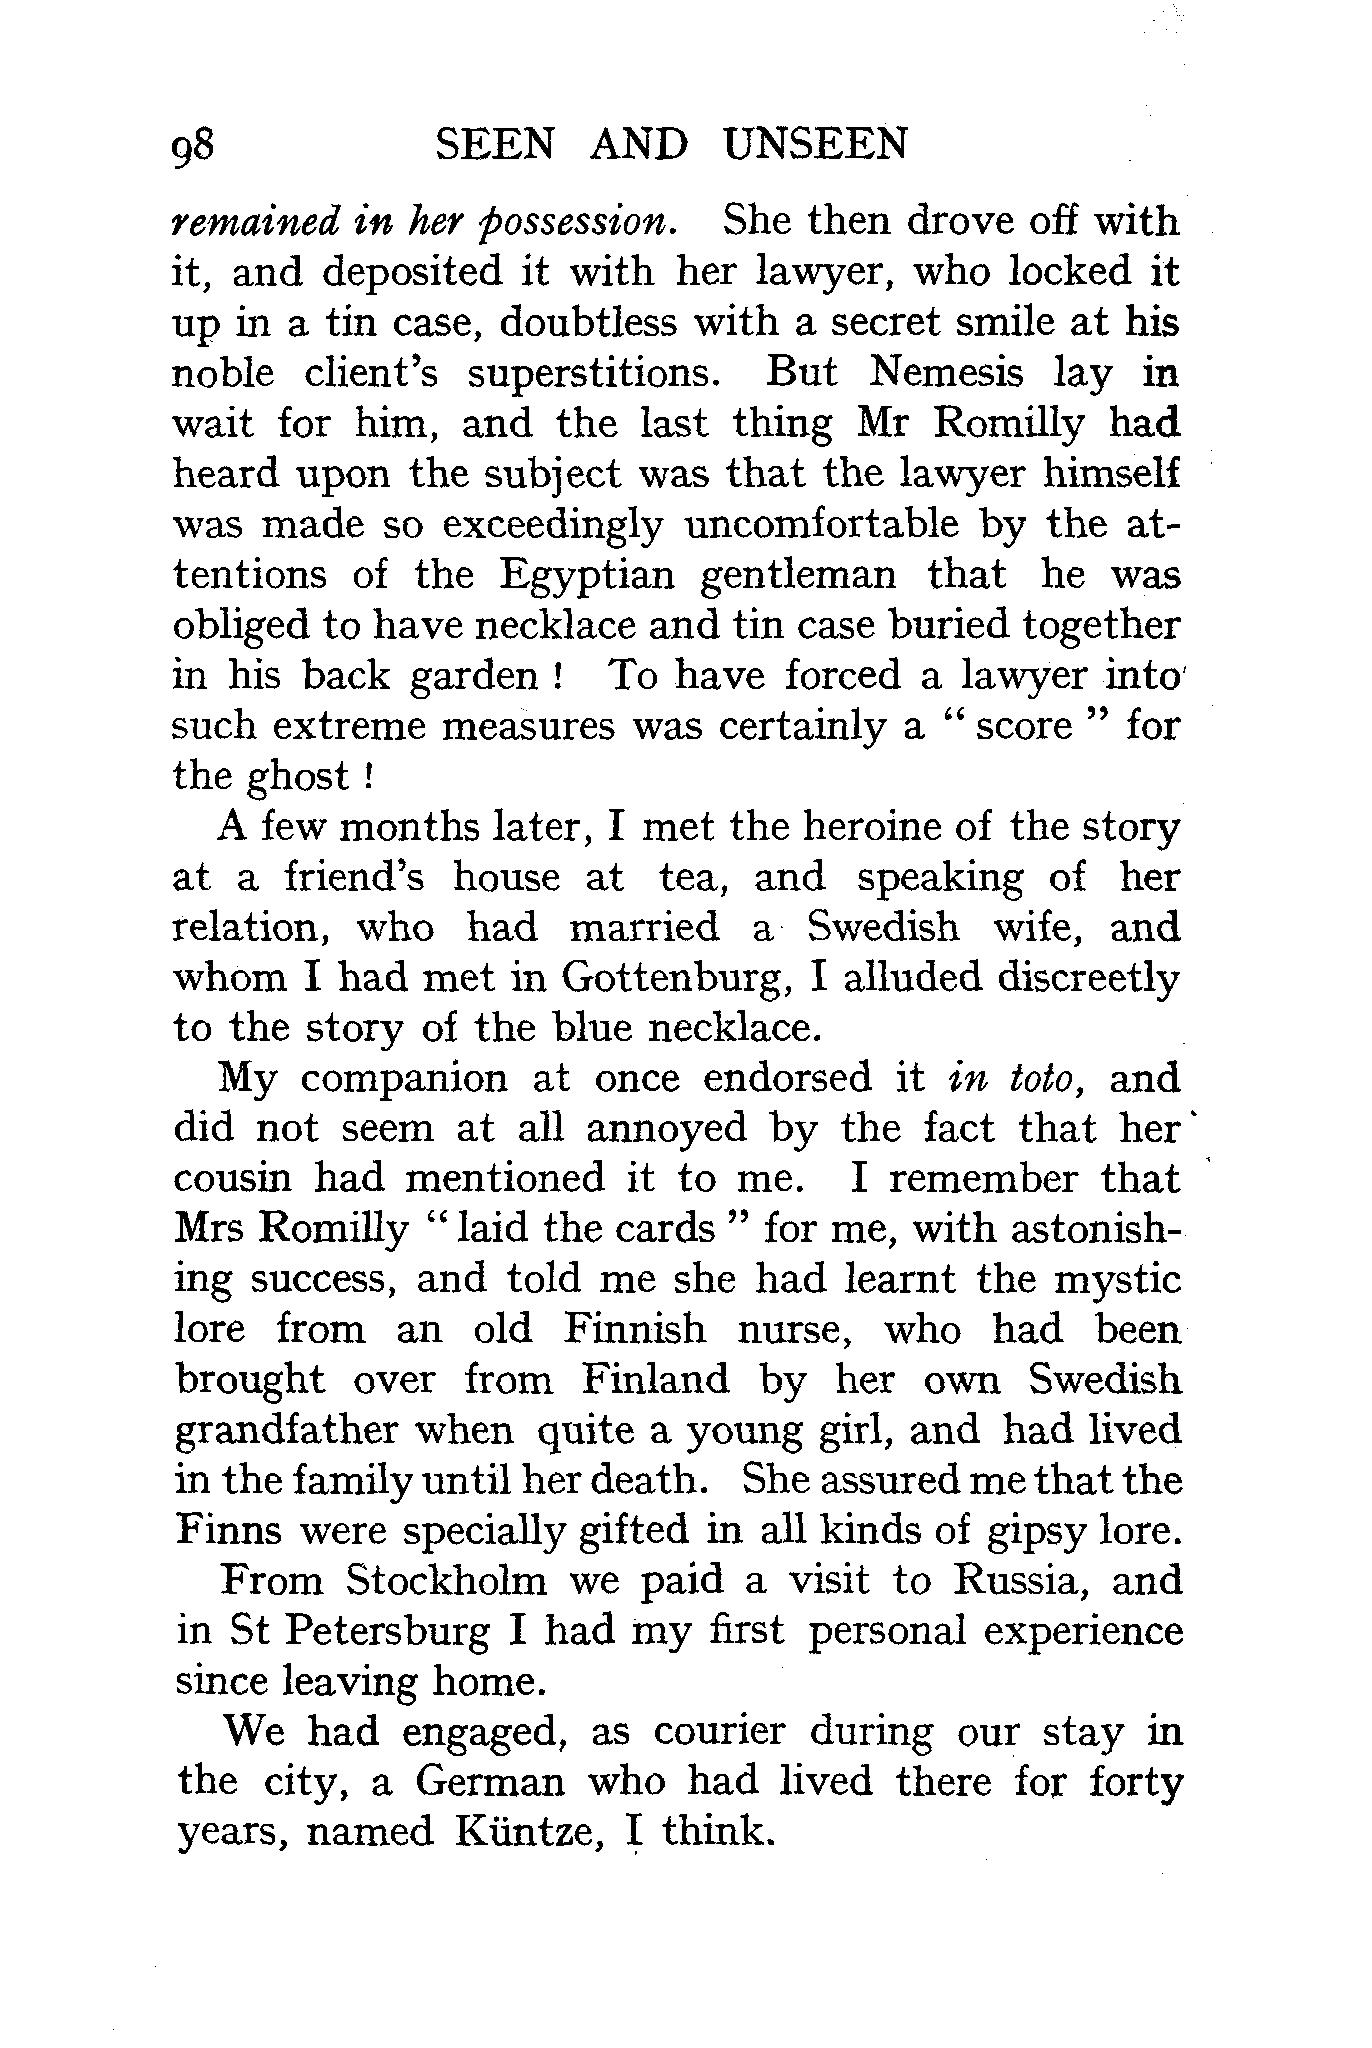 98 SEEN AND UNSEEN
remained in her possession. She then drove off with
it, and deposited it with her lawyer, who locked it
up in a tin case, doubtless with a secret smile at his
noble client's superstitions. But Nemesis lay in
wait for him, and the last thing Mr Romilly had
heard upon the subject was that the lawyer himself
was made so exceedingly uncomfortable by the at-
tentions of the Egyptian gentleman that he was
obliged to have necklace and tin case buried together
in his back garden ! To have forced a lawyer into
such extreme measures was certainly a “ score ” for
the ghost !
A few months later, I met the heroine of the story
at a friend's house at tea, and speaking of her
relation, who had married a Swedish wife, and
whom I had met in Gottenburg, I alluded discreetly
to the story of the blue necklace.
My companion at once endorsed it in toto, and
did not seem at all annoyed by the fact that her
cousin had mentioned it to me. I remember that
Mrs Romilly “ laid the cards ” for me, with astonish-
ing success, and told me she had learnt the mystic
lore from an old Finnish nurse, who had been
brought over from Finland by her own Swedish
grandfather when quite a young girl, and had lived
in the family until her death. She assured me that the
Finns were specially gifted in all kinds of gipsy lore.
From Stockholm we paid a visit to Russia, and
in St Petersburg I had my first personal experience
since leaving home.
We had engaged, as courier during our stay in
the city, a German who had lived there for forty
years, named Küntze, I think.